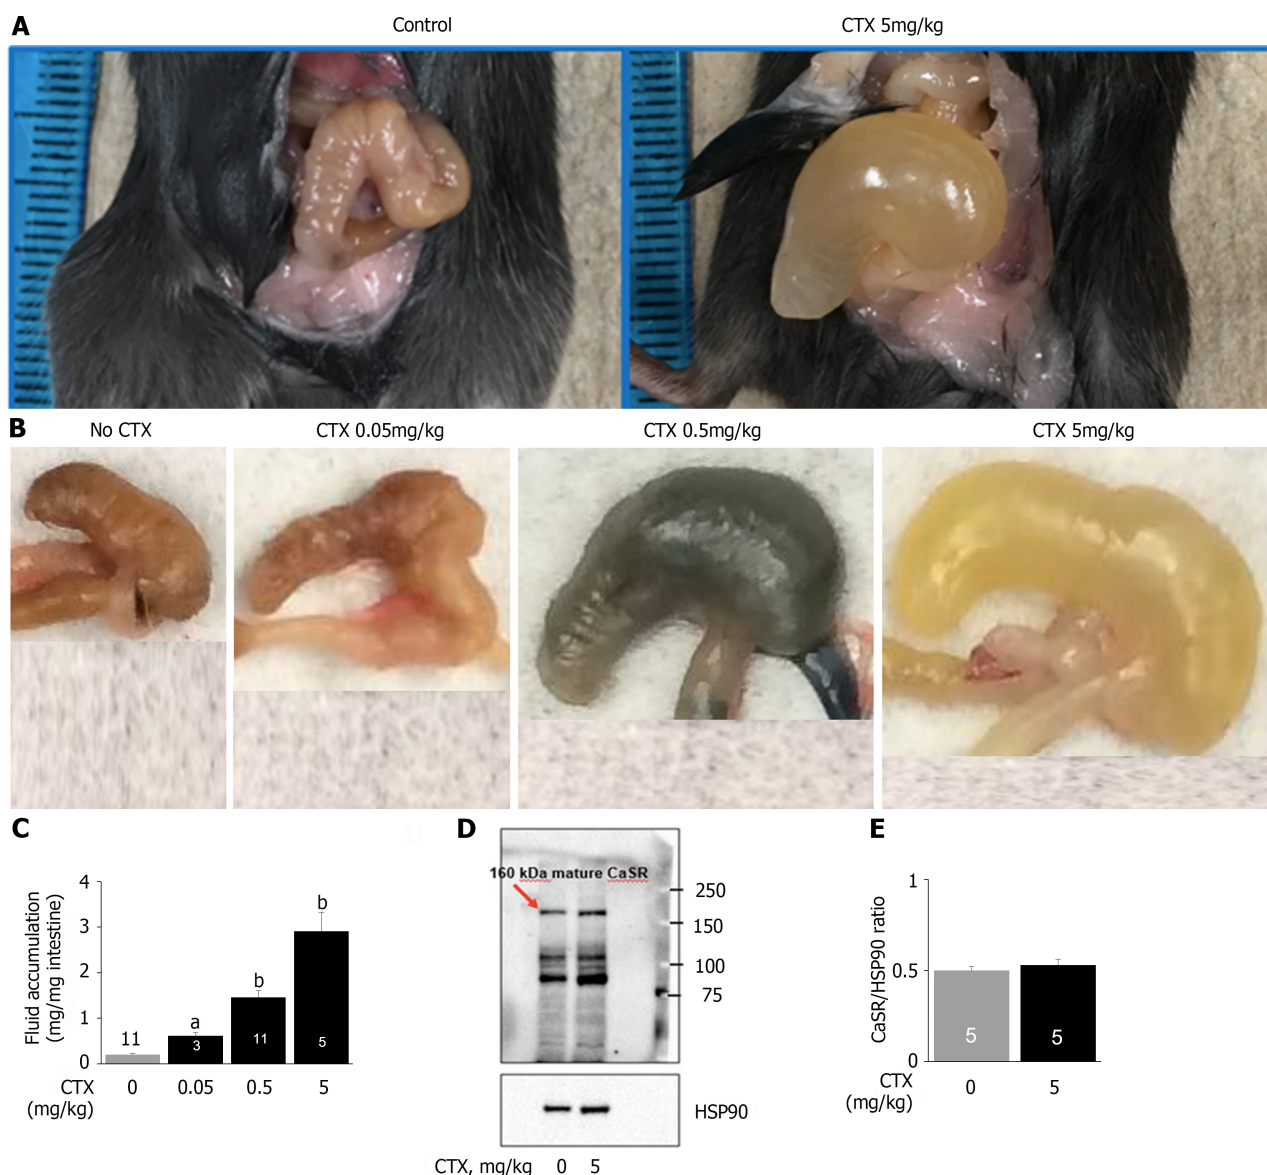 A
Control
CTX 5mg/kg
B
No CTX
CTX 0.05mg/kg
CTX 0.5mg/kg
CTX 5mg/kg
C
Fluid accumulation
(mg/mg intestine)
4
3
2
1
0
11
a
3
b
11
b
5
CTX
(mg/kg)
0
0.05
0.5
5
D
160 kDa mature CaSR
250
150
100
75
HSP90
CTX, mg/kg
0
5
E
CaSR/HSP90 ratio
1
0.5
0
5
5
CTX
(mg/kg)
0
5